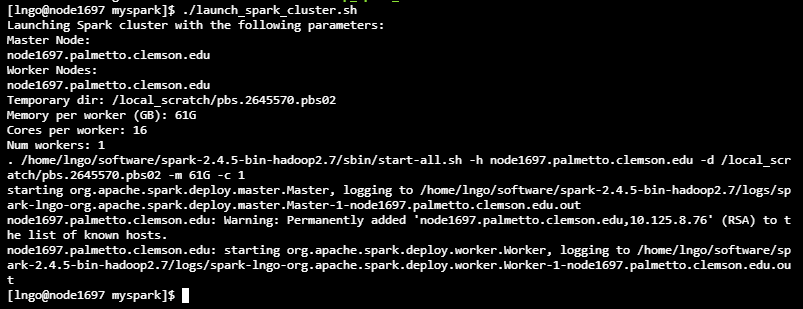 [lngo@node1697 myspark]$ ./launch_spark_cluster.sh
Launching Spark cluster with the following parameters:
Master Node:
node1697.palmetto.clemson.edu
Worker Nodes:
node1697.palmetto.clemson.edu
Temporary dir: /local_scratch/pbs.2645570.pbs02
Memory per worker (GB): 61G
Cores per worker: 16
Num workers: 1
. /home/lngo/software/spark-2.4.5-bin-hadoop2.7/sbin/start-all.sh -h node1697.palmetto.clemson.edu -d /local_scr
atch/pbs.2645570.pbs02 -m 61G -c 1
starting org.apache.spark.deploy.master.Master, logging to /home/lngo/software/spark-2.4.5-bin-hadoop2.7/logs/sp
ark-lngo-org.apache.spark.deploy.master.Master-1-node1697.palmetto.clemson.edu.out
node1697.palmetto.clemson.edu: Warning: Permanently added 'node1697.palmetto.clemson.edu,10.125.8.76' (RSA) to t
he list of known hosts.
node1697.palmetto.clemson.edu: starting org.apache.spark.deploy.worker.Worker, logging to /home/lngo/software/sp
ark-2.4.5-bin-hadoop2.7/logs/spark-lngo-org.apache.spark.deploy.worker.Worker-1-node1697.palmetto.clemson.edu.ou
t
[lngo@node1697 myspark]$